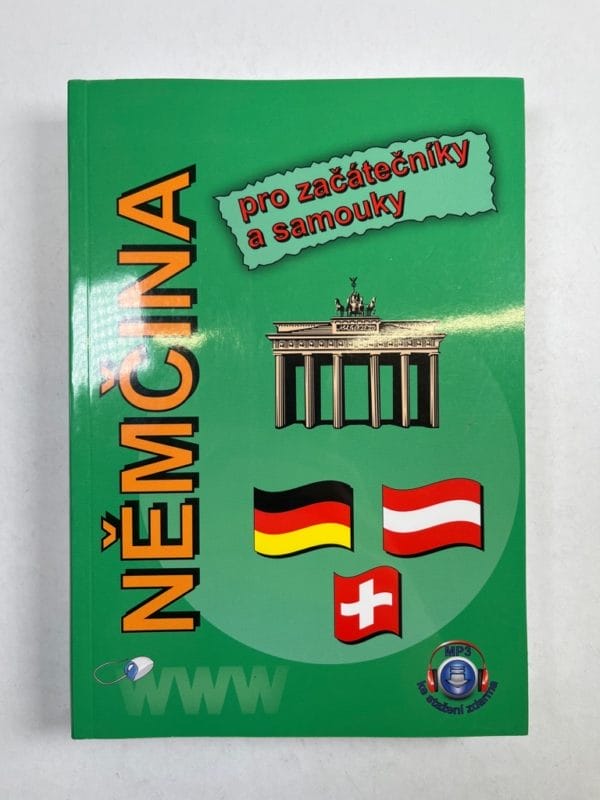 NĚMČINA
pro začátečníky
a samouky
www
MP3
ke stažení zdarma